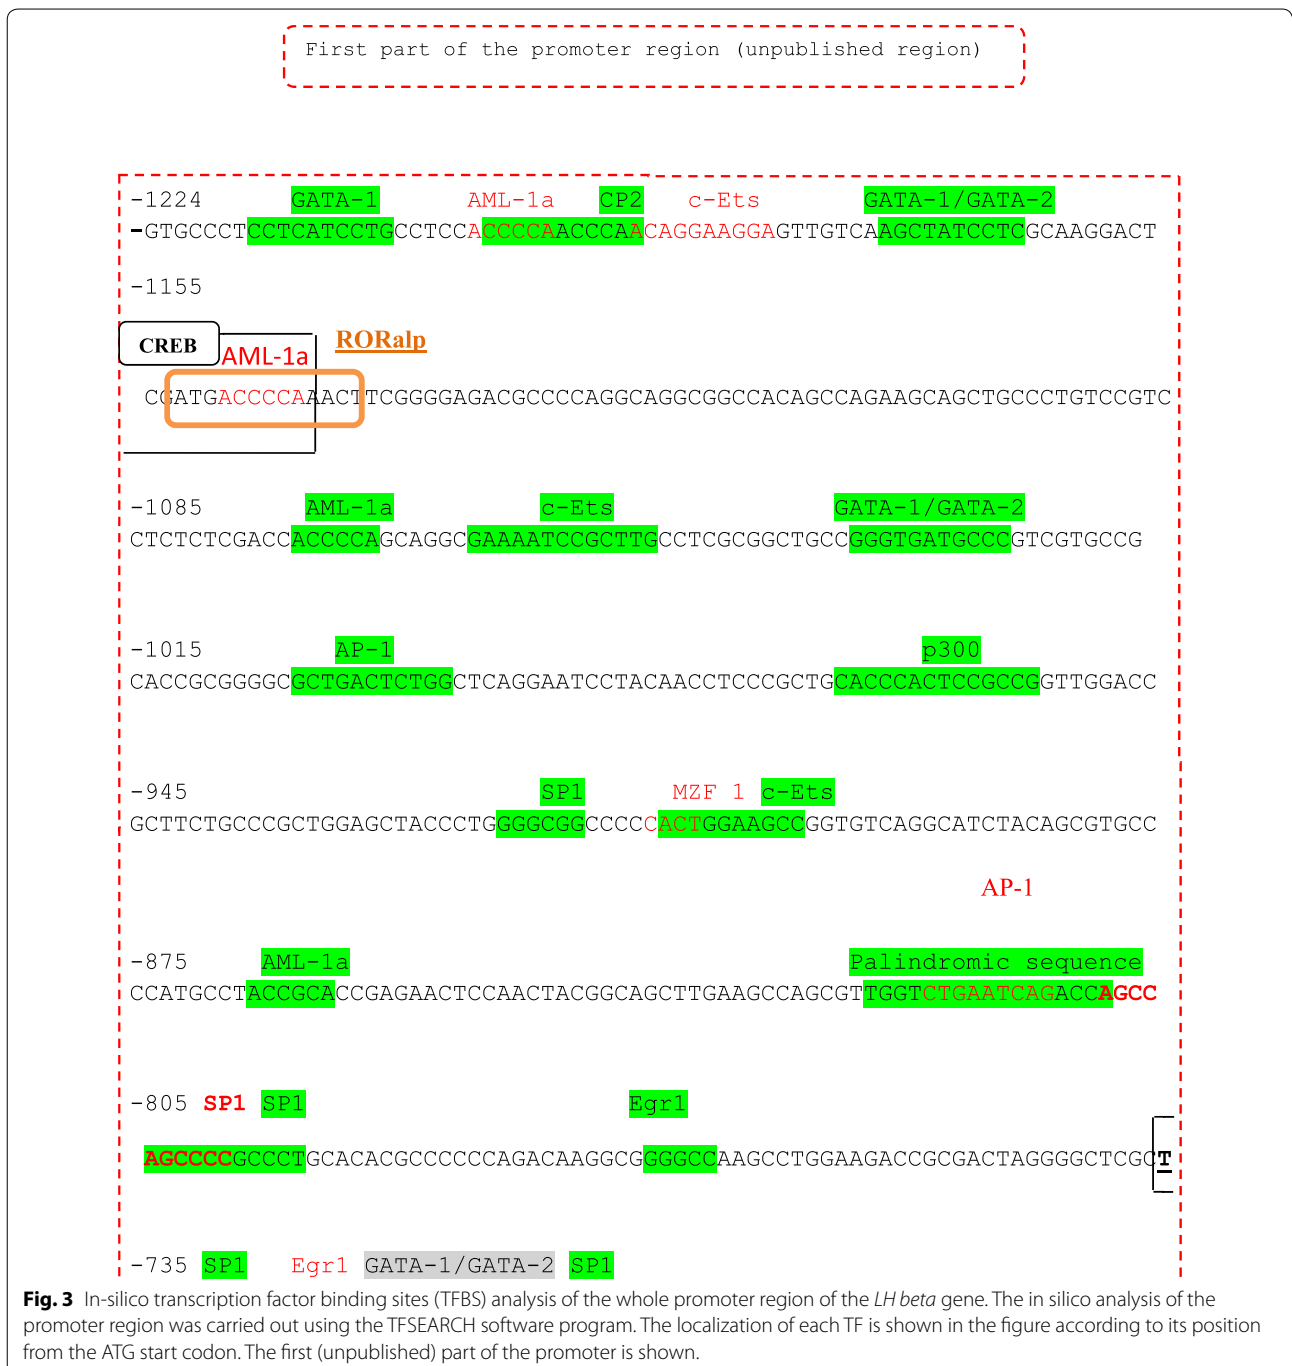 First part of the promoter region (unpublished region)
-1224 GATA-1 AML-1a CP2 c-Ets GATA-1/GATA-2
-GTGCCCTCCTCATCCTGCCTCCACCCCAACCCAACAGGAAGGAGTTGTCAAGCTATCCTCGCAAGGACT
-1155
CREB AML-1a RORalp
CGATGACCCCAAACTTCGGGGAGACGCCCCAGGCAGGCGGCCACAGCCAGAAGCAGCTGCCCTGTCCGTC
-1085 AML-1a c-Ets GATA-1/GATA-2
CTCTCTCGACCACCCCAGCAGGCGAAAATCCGCTTGCCTCGCGGCTGCCGGGTGATGCCCGTCGTGCCG
-1015 AP-1 p300
CACCGCGGGGCGCTGACTCTGGCTCAGGAATCCTACAACCTCCCGCTGCACCCACTCCGCCGGTTGGACC
-945 SP1 MZF 1 c-Ets
GCTTCTGCCCGCTGGAGCTACCCTGGGGCGGCCCCCACTGGAAGCCGGTGTCAGGCATCTACAGCGTGCC
AP-1
-875 AML-1a Palindromic sequence
CCATGCCTACCGCACCGAGAACTCCAACTACGGCAGCTTGAAGCCAGCGTTGGTCTGAATCAGACCAGCC
-805 SP1 SP1 Egr1
AGCCCCGCCCTGCACACGCCCCCCAGACAAGGCGGGGCCAAGCCTGGAAGACCGCGACTAGGGGCTCGCT
-735 SP1 Egr1 GATA-1/GATA-2 SP1
Fig. 3 In-silico transcription factor binding sites (TFBS) analysis of the whole promoter region of the LH beta gene. The in silico analysis of the
promoter region was carried out using the TFSEARCH software program. The localization of each TF is shown in the figure according to its position
from the ATG start codon. The first (unpublished) part of the promoter is shown.